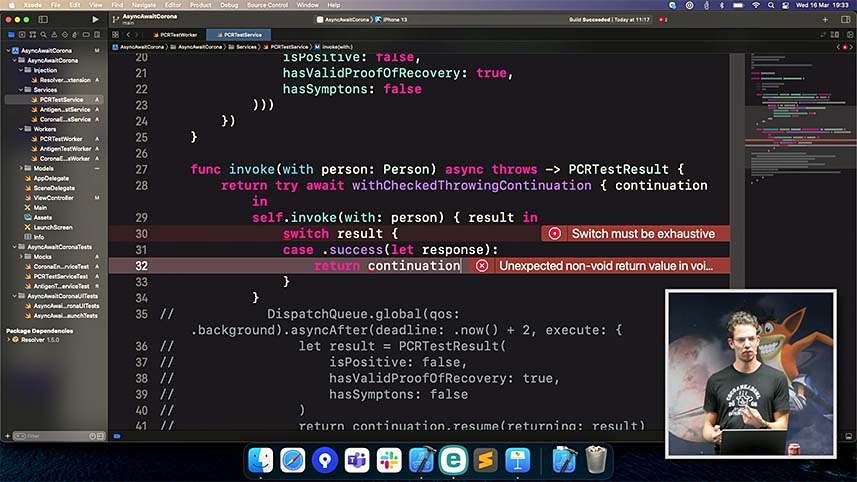 Xcode File Edit View Find Navigate Editor Product Debug Source Control Window Help
Wed 16 Mar 13:33
AsyncAwaitCorona
main
AsyncAwaitCorona iPhone 13
Build Succeeded | Today at 11:17
2
PCRTestWorker
PCRTestService
AsyncAwaitCorona AsyncAwaitCorona Services PCRTestService invoke(with:)
AsyncAwaitCorona
AsyncAwaitCorona
Injection
Resolver...xtension A
Services
PCRTestService A
Antigen...stService A
CoronaE...stService A
Workers
PCRTestWorker A
AntigenTestWorker A
CoronaE...sWorker A
Models
AppDelegate A
SceneDelegate A
ViewController M
Main A
Assets A
LaunchScreen A
Info A
AsyncAwaitCoronaTests
Mocks
CoronaEn...rviceTest A
PCRTestServiceTest A
AntigenT...erviceTest A
AsyncAwaitCoronaUITests
AsyncAwa...ronaUITests A
AsyncAwa...unchTests A
Package Dependencies
Resolver 1.5.0
Filter
20 isPositive: false,
21 hasValidProofOfRecovery: true,
22 hasSymptons: false
23 )))
24 })
25 }
26
27 func invoke(with person: Person) async throws -> PCRTestResult {
28 return try await withCheckedThrowingContinuation { continuation
in
29 self.invoke(with: person) { result in
30 switch result { Switch must be exhaustive
31 case .success(let response):
32 return continuation Unexpected non-void return value in voi...
33 }
34 }
35 // DispatchQueue.global(qos:
.background).asyncAfter(deadline: .now() + 2, execute: {
36 // let result = PCRTestResult(
37 // isPositive: false,
38 // hasValidProofOfRecovery: true,
39 // hasSymptons: false
40 // )
41 // return continuation.resume(returning: result)